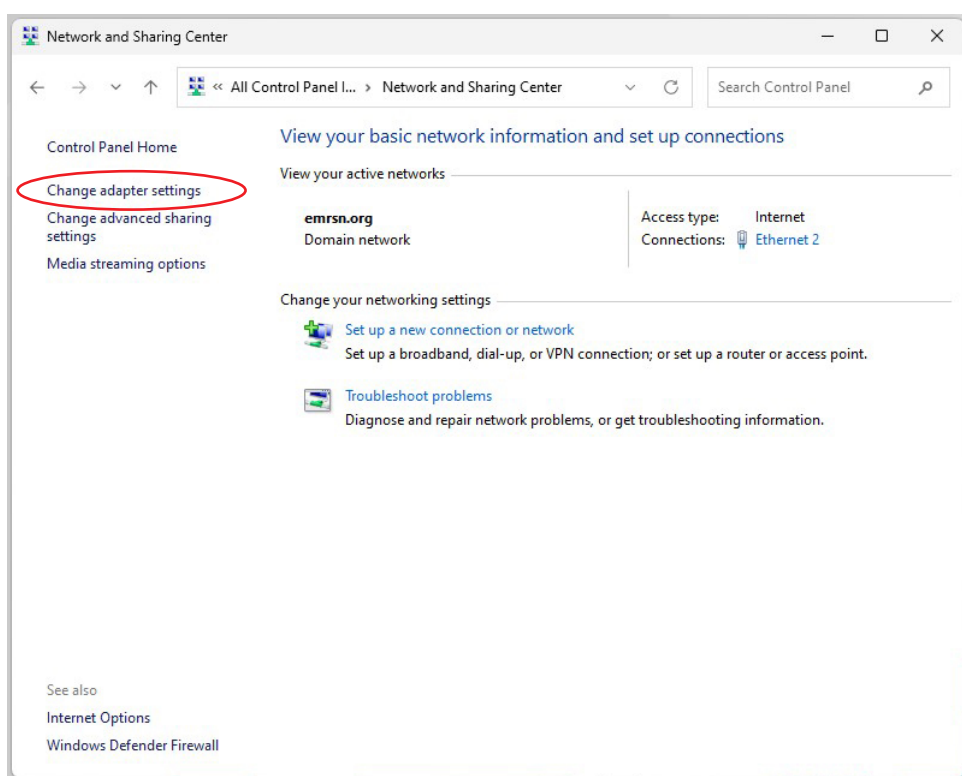 Network and Sharing Center
« All Control Panel I... › Network and Sharing Center
Search Control Panel
Control Panel Home
Change adapter settings
Change advanced sharing
settings
Media streaming options
View your basic network information and set up connections
View your active networks
emrsn.org
Domain network
Access type: Internet
Connections: Ethernet 2
Change your networking settings
Set up a new connection or network
Set up a broadband, dial-up, or VPN connection; or set up a router or access point.
Troubleshoot problems
Diagnose and repair network problems, or get troubleshooting information.
See also
Internet Options
Windows Defender Firewall